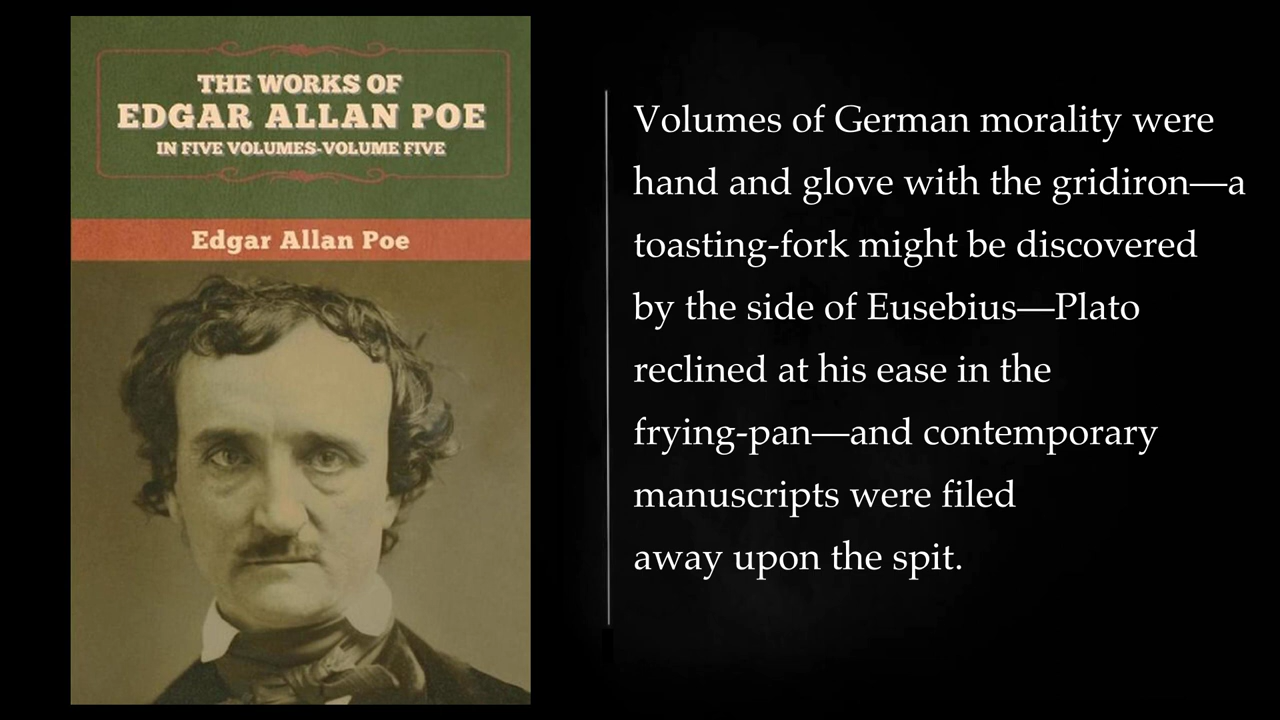 THE WORKS OF
EDGAR ALLAN POE
IN FIVE VOLUMES-VOLUME FIVE
Edgar Allan Poe
Volumes of German morality were
hand and glove with the gridiron—a
toasting-fork might be discovered
by the side of Eusebius—Plato
reclined at his ease in the
frying-pan—and contemporary
manuscripts were filed
away upon the spit.